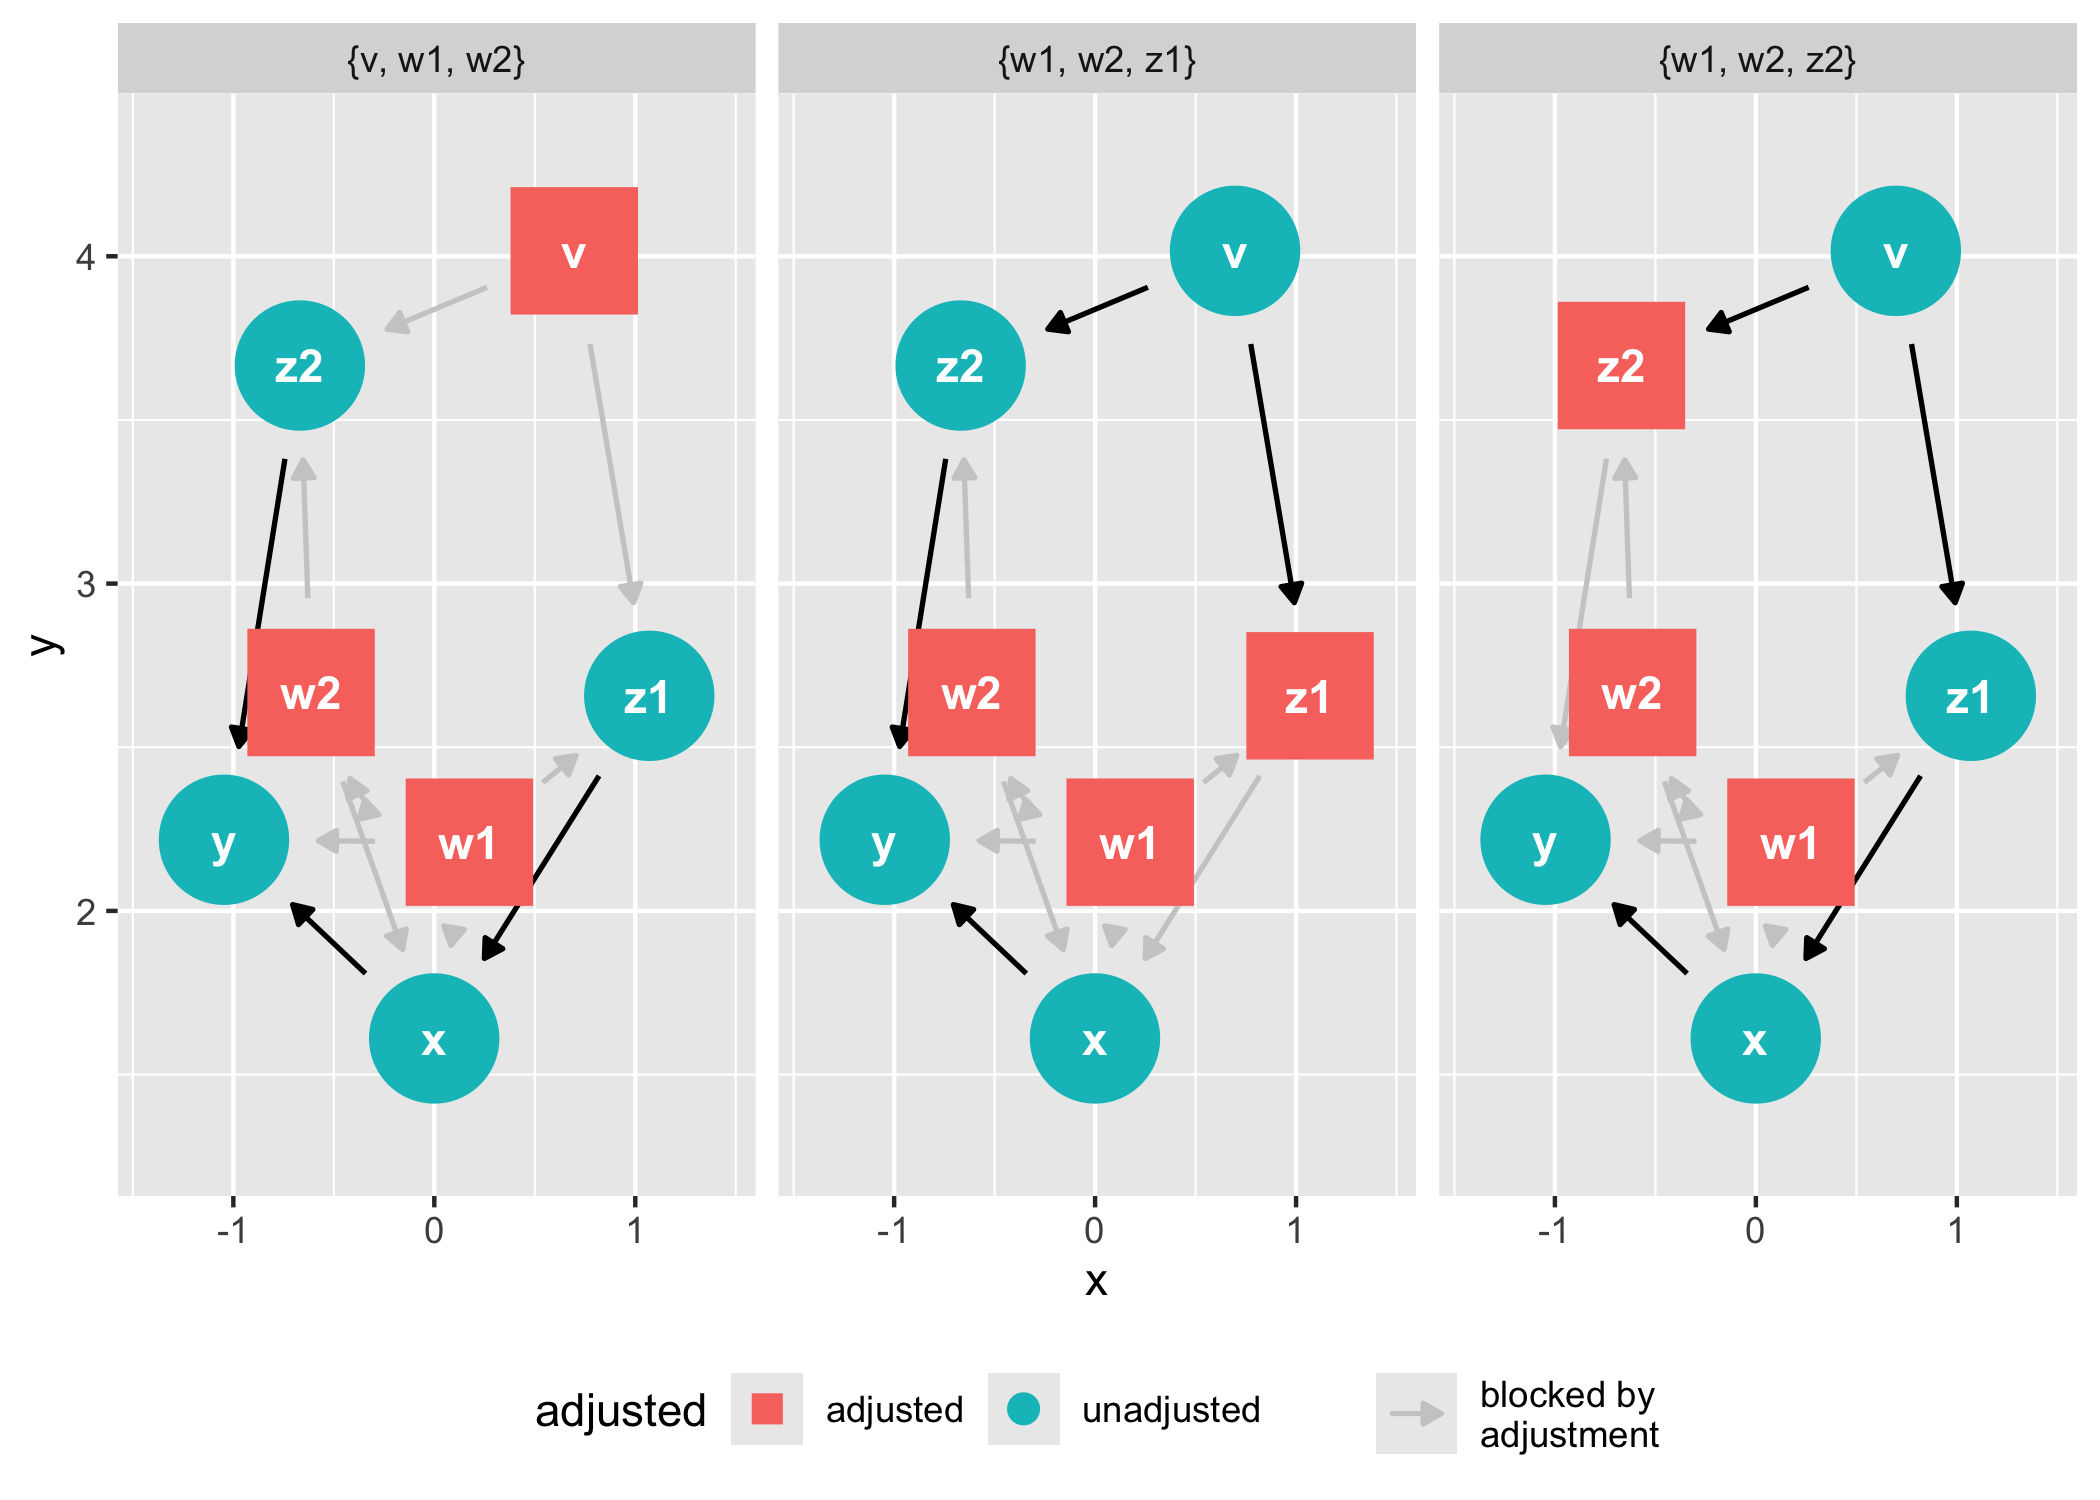 {v, w1, w2} {w1, w2, z1} {w1, w2, z2}
v v v
4
z2 z2 z2
3
w2 z1 w2 z1 w2 z1
y w1 y w1 y w1
2
x x x
y
-1 0 1 -1 0 1 -1 0 1
x
adjusted adjusted unadjusted blocked by
adjustment